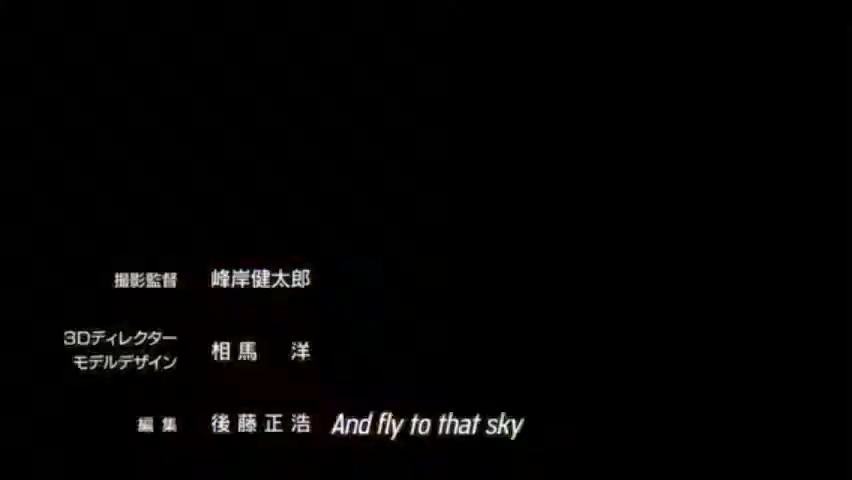 撮影監督 峰岸健太郎
3Dディレクター
モデルデザイン
相馬 洋
編集 後藤正浩
And fly to that sky